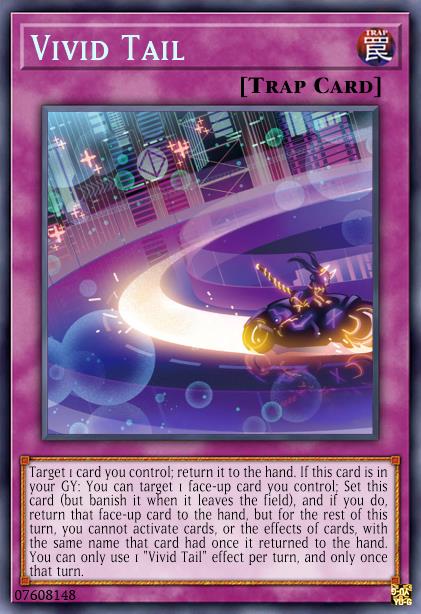 Vivid Tail
TRAP
罠
[Trap Card]
Target 1 card you control; return it to the hand. If this card is in
your GY: You can target 1 face-up card you control; Set this
card (but banish it when it leaves the field), and if you do,
return that face-up card to the hand, but for the rest of this
turn, you cannot activate cards, or the effects of cards, with
the same name that card had once it returned to the hand.
You can only use 1 "Vivid Tail" effect per turn, and only once
that turn.
07608148